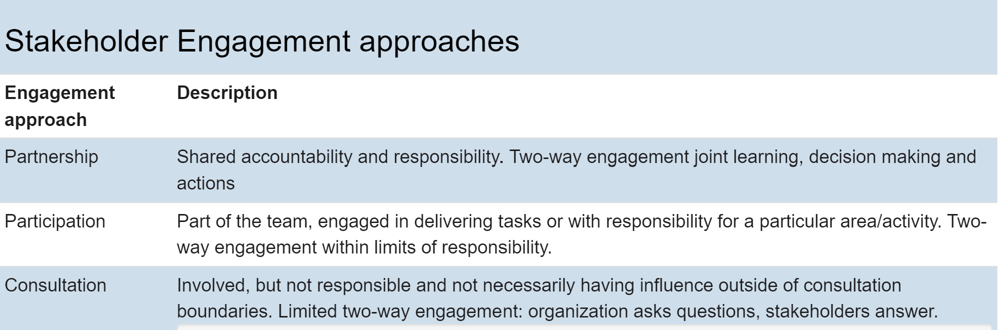 Stakeholder Engagement approaches
Engagement approach
Description
Partnership
Shared accountability and responsibility. Two-way engagement joint learning, decision making and
actions
Participation
Part of the team, engaged in delivering tasks or with responsibility for a particular area/activity. Two-
way engagement within limits of responsibility.
Consultation
Involved, but not responsible and not necessarily having influence outside of consultation
boundaries. Limited two-way engagement: organization asks questions, stakeholders answer.